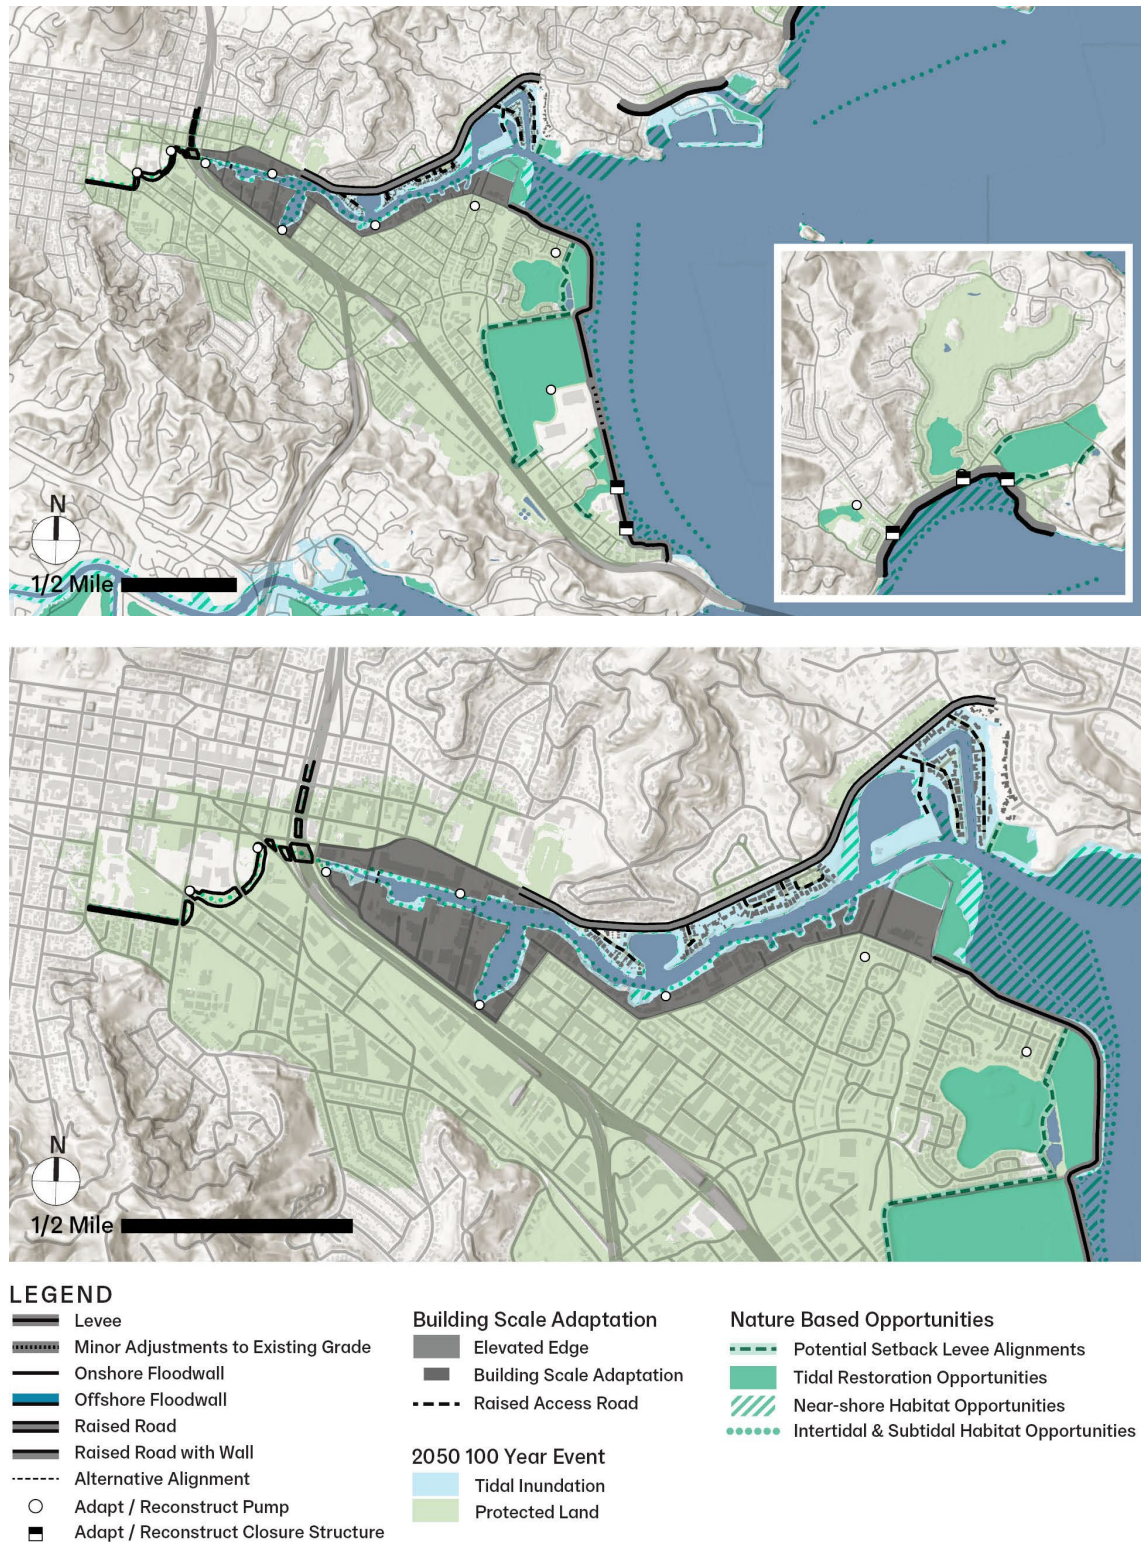 N
1/2 Mile
N
1/2 Mile
LEGEND
Levee
Minor Adjustments to Existing Grade
Onshore Floodwall
Offshore Floodwall
Raised Road
Raised Road with Wall
Alternative Alignment
Adapt / Reconstruct Pump
Adapt / Reconstruct Closure Structure
Building Scale Adaptation
Elevated Edge
Building Scale Adaptation
Raised Access Road
2050 100 Year Event
Tidal Inundation
Protected Land
Nature Based Opportunities
Potential Setback Levee Alignments
Tidal Restoration Opportunities
Near-shore Habitat Opportunities
Intertidal & Subtidal Habitat Opportunities